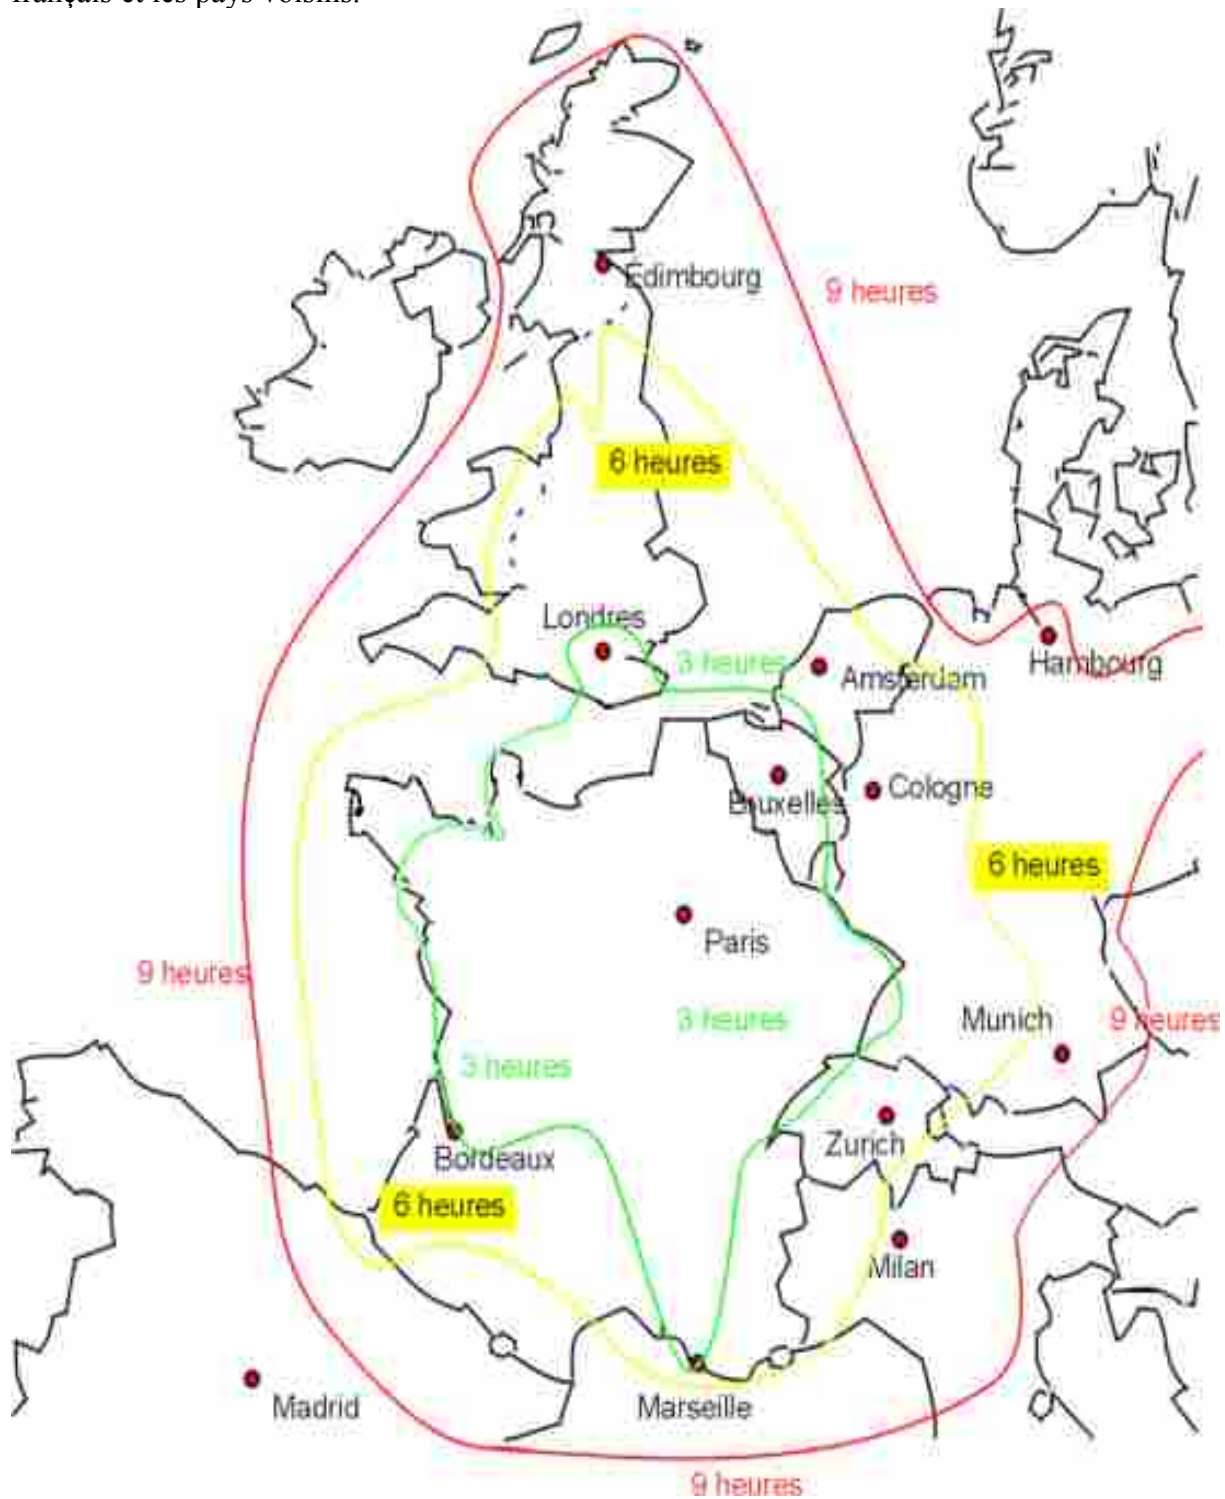 français et les pays voisins.
Edimbourg
9 heures
6 heures
Londres
3 heures
Amsterdam
Hambourg
Bruxelles
Cologne
6 heures
Paris
9 heures
3 heures
Munich
9 heures
3 heures
Bordeaux
Zurich
6 heures
Milan
Madrid
Marseille
9 heures